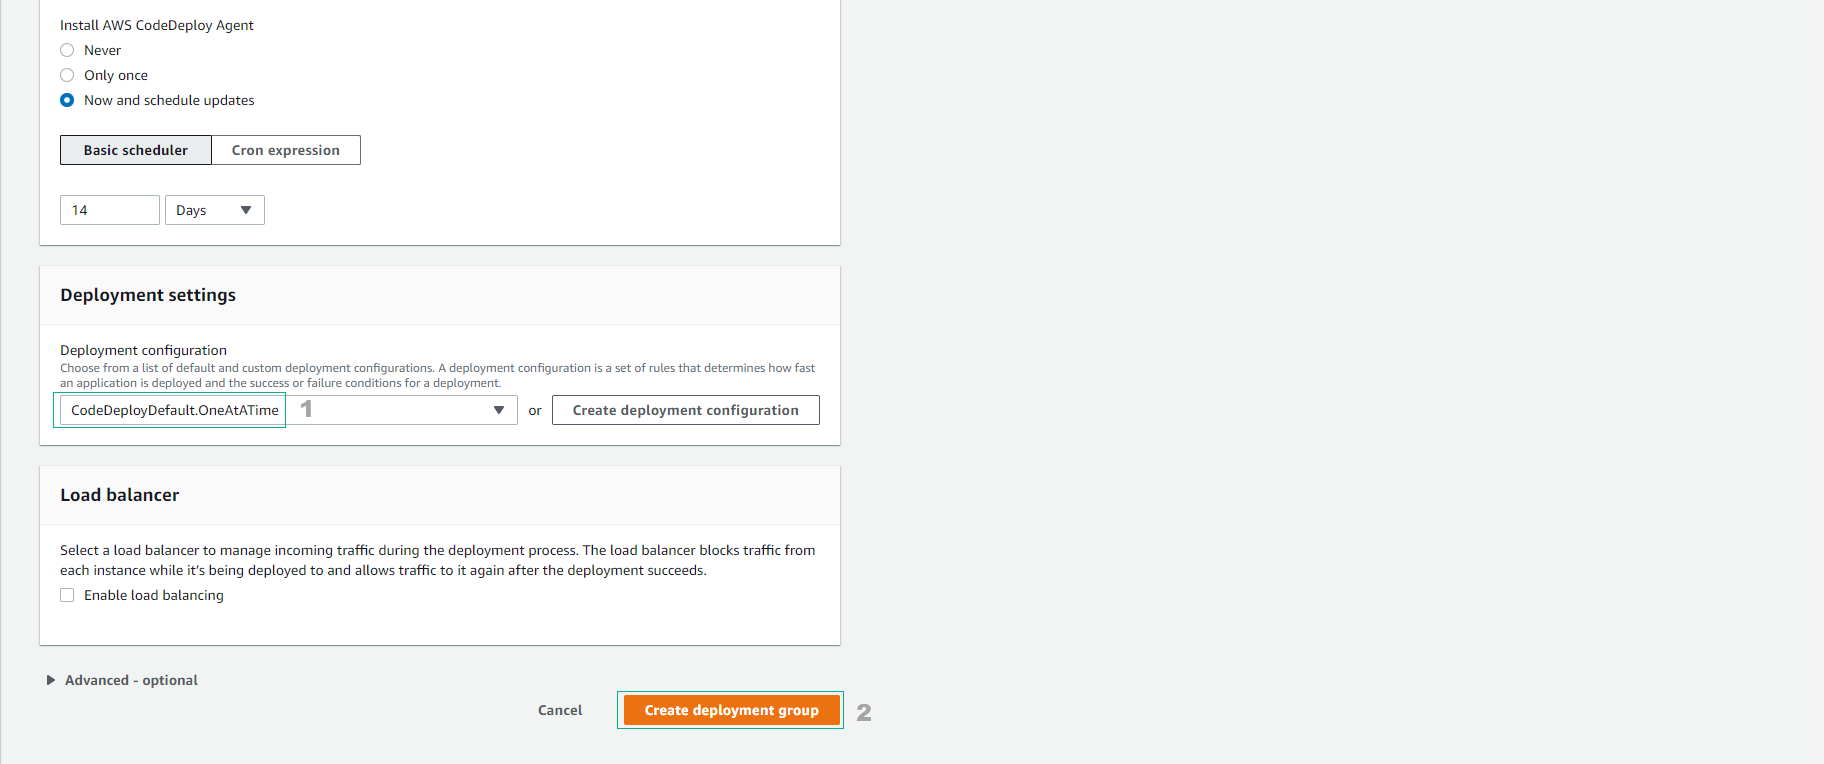 Install AWS CodeDeploy Agent
Never
Only once
Now and schedule updates
Basic scheduler Cron expression
14 Days
Deployment settings
Deployment configuration
Choose from a list of default and custom deployment configurations. A deployment configuration is a set of rules that determines how fast
an application is deployed and the success or failure conditions for a deployment.
CodeDeployDefault.OneAtATime 1 or Create deployment configuration
Load balancer
Select a load balancer to manage incoming traffic during the deployment process. The load balancer blocks traffic from
each instance while it's being deployed to and allows traffic to it again after the deployment succeeds.
Enable load balancing
Advanced - optional
Cancel Create deployment group 2